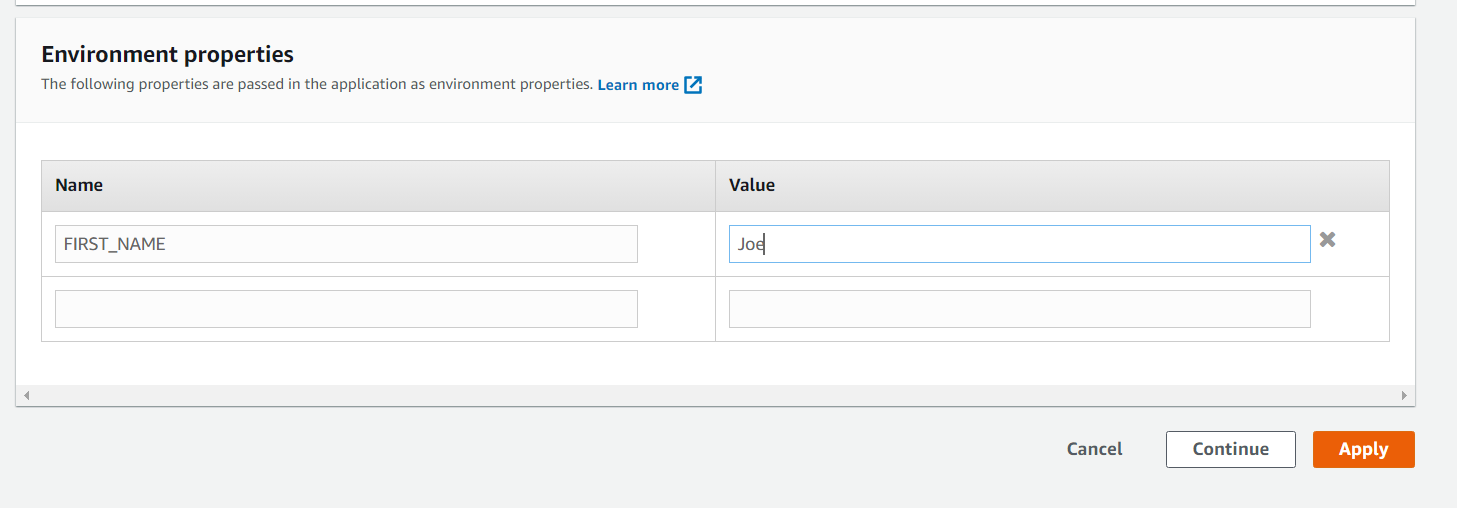 Environment properties
The following properties are passed in the application as environment properties. Learn more
Name Value
FIRST_NAME Joe
Cancel Continue Apply